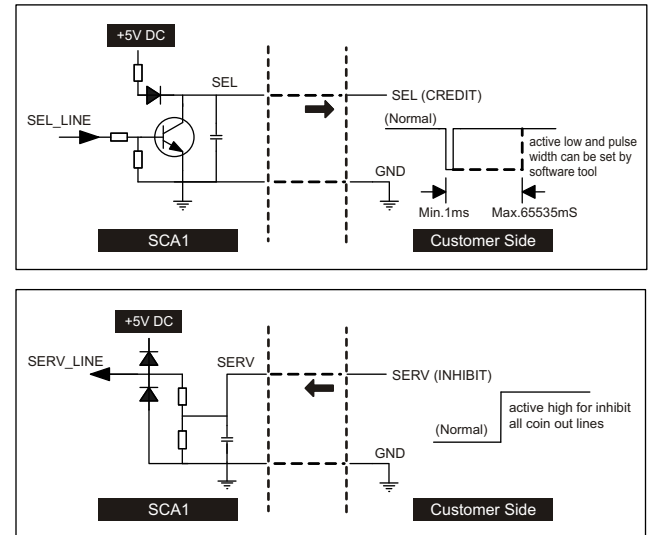 +5V DC
SEL
SEL_LINE
SEL (CREDIT)
(Normal)
active low and pulse
width can be set by
software tool
GND
Min.1ms Max.65535mS
SCA1
Customer Side
+5V DC
SERV_LINE
SERV
SERV (INHIBIT)
active high for inhibit
all coin out lines
(Normal)
GND
SCA1
Customer Side